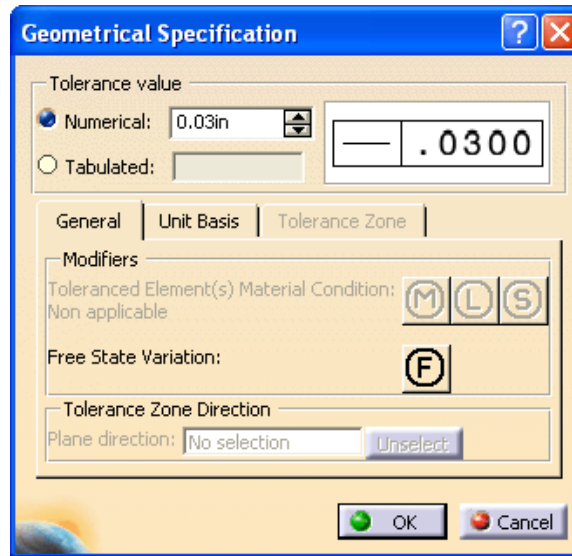 Geometrical Specification
Tolerance value
Numerical: 0.03in
.0300
Tabulated:
General Unit Basis Tolerance Zone
Modifiers
Toleranced Element(s) Material Condition:
Non applicable
M L S
Free State Variation:
F
Tolerance Zone Direction
Plane direction: No selection Unselect
OK Cancel